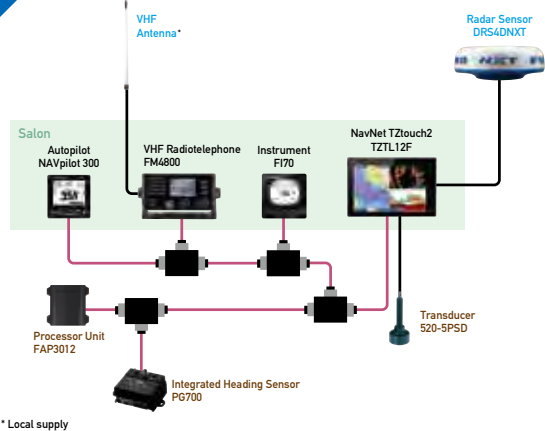 VHF
Antenna*
Radar Sensor
DRS4DNXT
Salon
Autopilot
NAVpilot 300
VHF Radiotelephone
FM4800
Instrument
FI70
NavNet TZtouch2
TZTL12F
NXT
Processor Unit
FAP3012
Transducer
520-5PSD
Integrated Heading Sensor
PG700
* Local supply